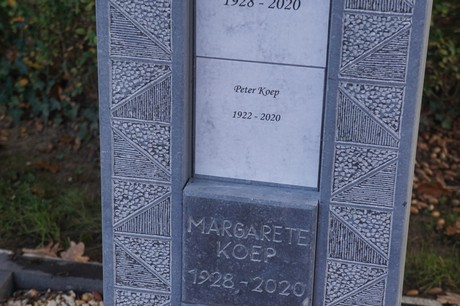 1928 - 2020
Peter Koep
1922 - 2020
MARGARETE
KOEP
1928 - 2020